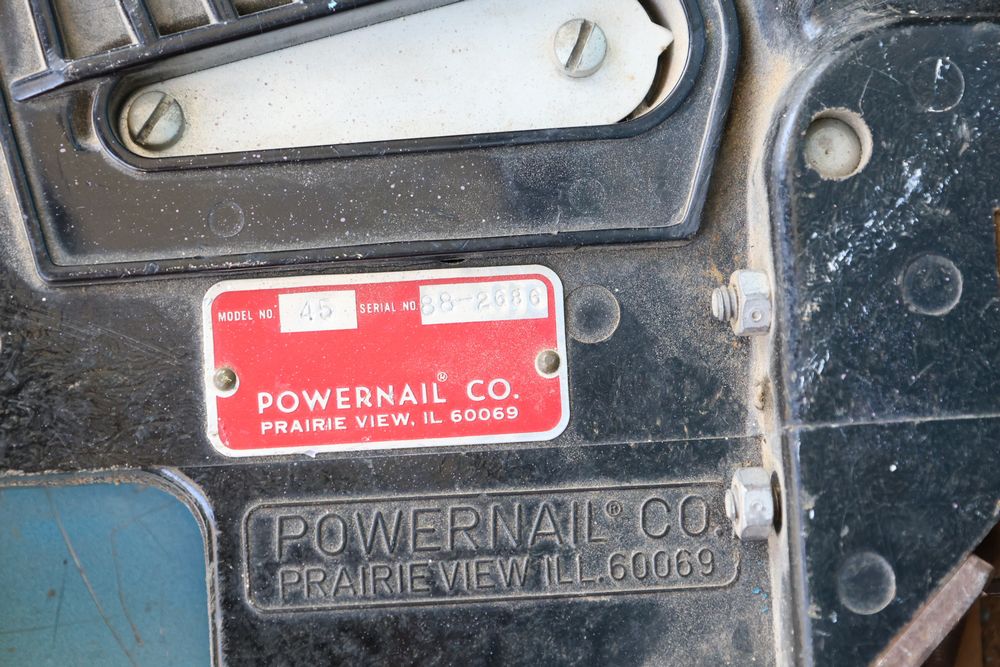 MODEL NO. 45 SERIAL NO. 88-2686
POWERNAIL® CO.
PRAIRIE VIEW, IL 60069
POWERNAIL® CO.
PRAIRIE VIEW ILL. 60069